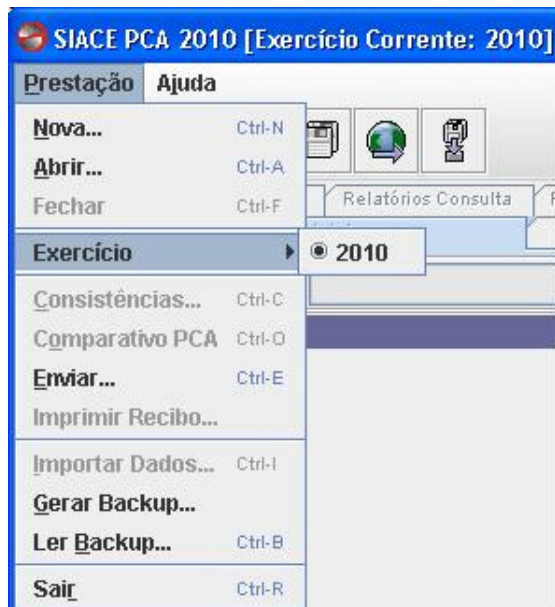 SIACE PCA 2010 [Exercício Corrente: 2010]
Prestação Ajuda
Nova... Ctrl-N
Abrir... Ctrl-A
Fechar Ctrl-F
Relatórios Consulta
Exercício 2010
Consistências... Ctrl-C
Comparativo PCA Ctrl-O
Enviar... Ctrl-E
Imprimir Recibo...
Importar Dados... Ctrl-I
Gerar Backup...
Ler Backup... Ctrl-B
Sair Ctrl-R